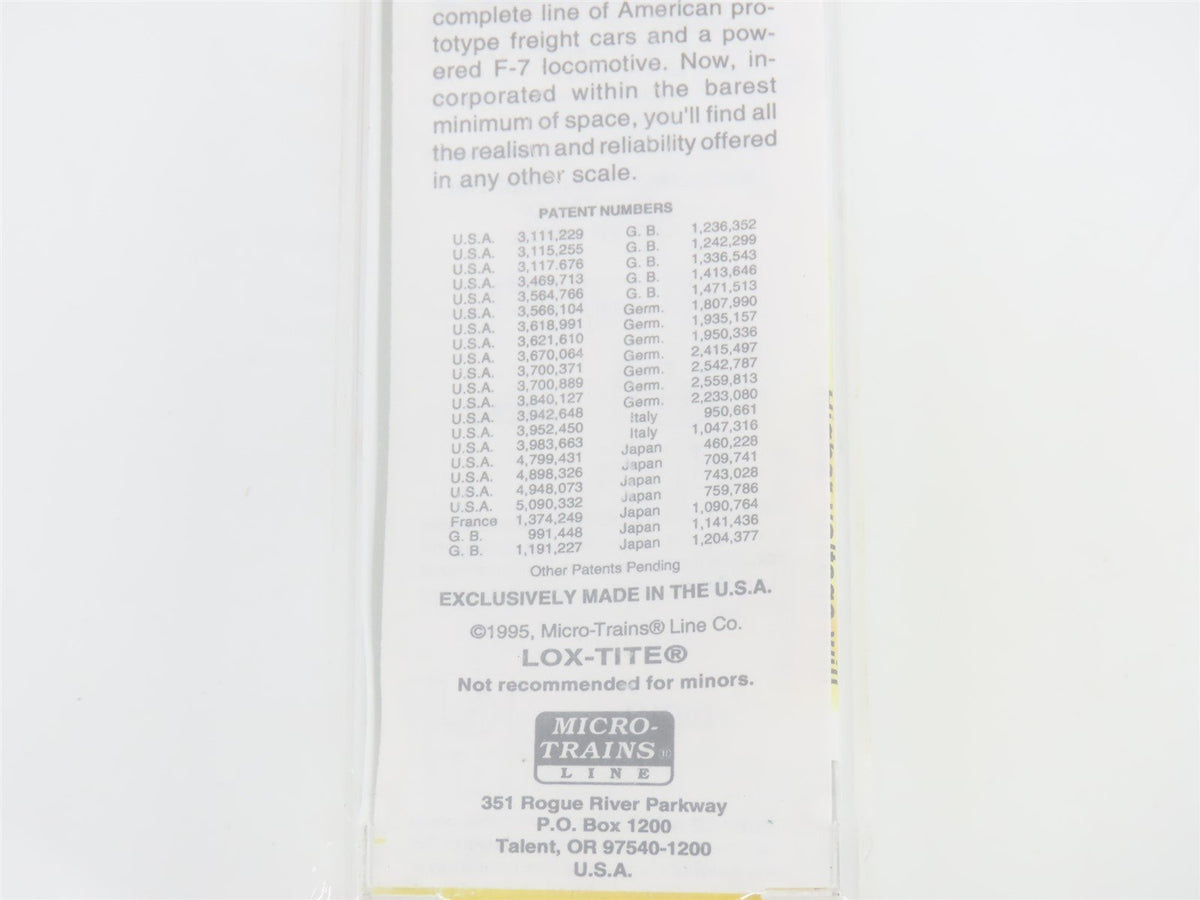 complete line of American pro-
totype freight cars and a pow-
ered F-7 locomotive. Now, in-
corporated within the barest
minimum of space, you'll find all
the realism and reliability offered
in any other scale.
PATENT NUMBERS
U.S.A. 3,111,229 G. B. 1,236,352
U.S.A. 3,115,255 G. B. 1,242,299
U.S.A. 3,117.676 G. B. 1,336,543
U.S.A. 3,469,713 G. B. 1,413,646
U.S.A. 3,564,766 G. B. 1,471,513
U.S.A. 3,566,104 Germ. 1,807,990
U.S.A. 3,618,991 Germ. 1,935,157
U.S.A. 3,621,610 Germ. 1,950,336
U.S.A. 3,670,064 Germ. 2,415,497
U.S.A. 3,700,371 Germ. 2,542,787
U.S.A. 3,700,889 Germ. 2,559,813
U.S.A. 3,840,127 Germ. 2,233,080
U.S.A. 3,942,648 Italy 950,661
U.S.A. 3,952,450 Italy 1,047,316
U.S.A. 3,983,663 Japan 460,228
U.S.A. 4,799,431 Japan 709,741
U.S.A. 4,898,326 Japan 743,028
U.S.A. 4,948,073 Japan 759,786
U.S.A. 5,090,332 Japan 1,090,764
France 1,374,249 Japan 1,141,436
G. B. 991,448 Japan 1,204,377
G. B. 1,191,227
Other Patents Pending
EXCLUSIVELY MADE IN THE U.S.A.
©1995, Micro-Trains® Line Co.
LOX-TITE®
Not recommended for minors.
MICRO-
TRAINS®
LINE
351 Rogue River Parkway
P.O. Box 1200
Talent, OR 97540-1200
U.S.A.